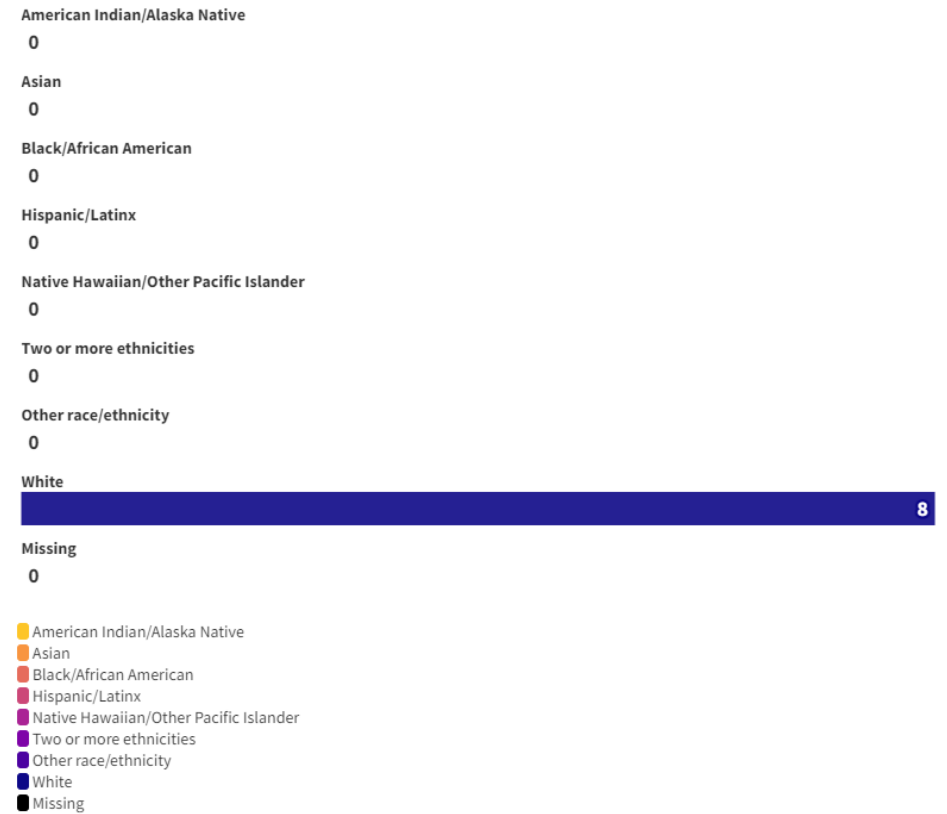 American Indian/Alaska Native
0
Asian
0
Black/African American
0
Hispanic/Latinx
0
Native Hawaiian/Other Pacific Islander
0
Two or more ethnicities
0
Other race/ethnicity
0
White
8
Missing
0
American Indian/Alaska Native
Asian
Black/African American
Hispanic/Latinx
Native Hawaiian/Other Pacific Islander
Two or more ethnicities
Other race/ethnicity
White
Missing